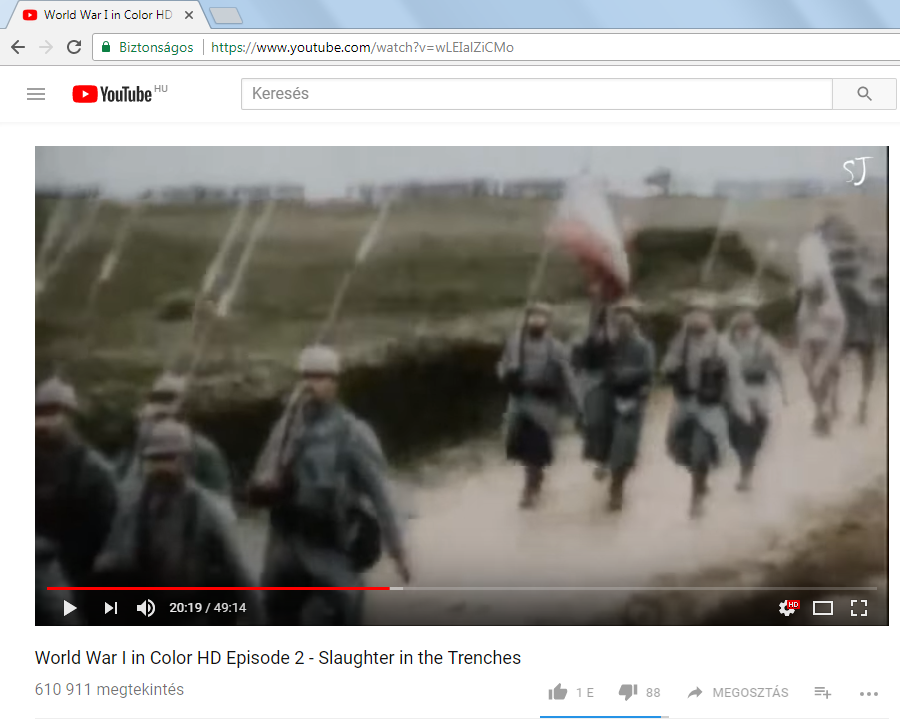 World War I in Color HD
Biztonságos https://www.youtube.com/watch?v=wLEIalZiCMo
YouTube HU
Keresés
SJ
20:19 / 49:14
HD
World War I in Color HD Episode 2 - Slaughter in the Trenches
610 911 megtekintés
1 E
88
MEGOSZTÁS